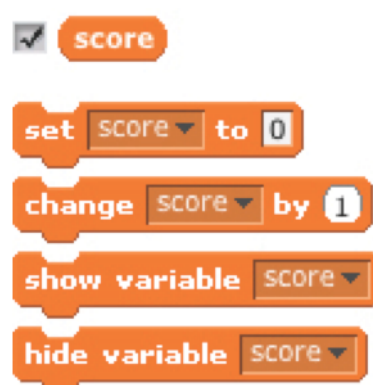 score
set score to 0
change score by 1
show variable score
hide variable score